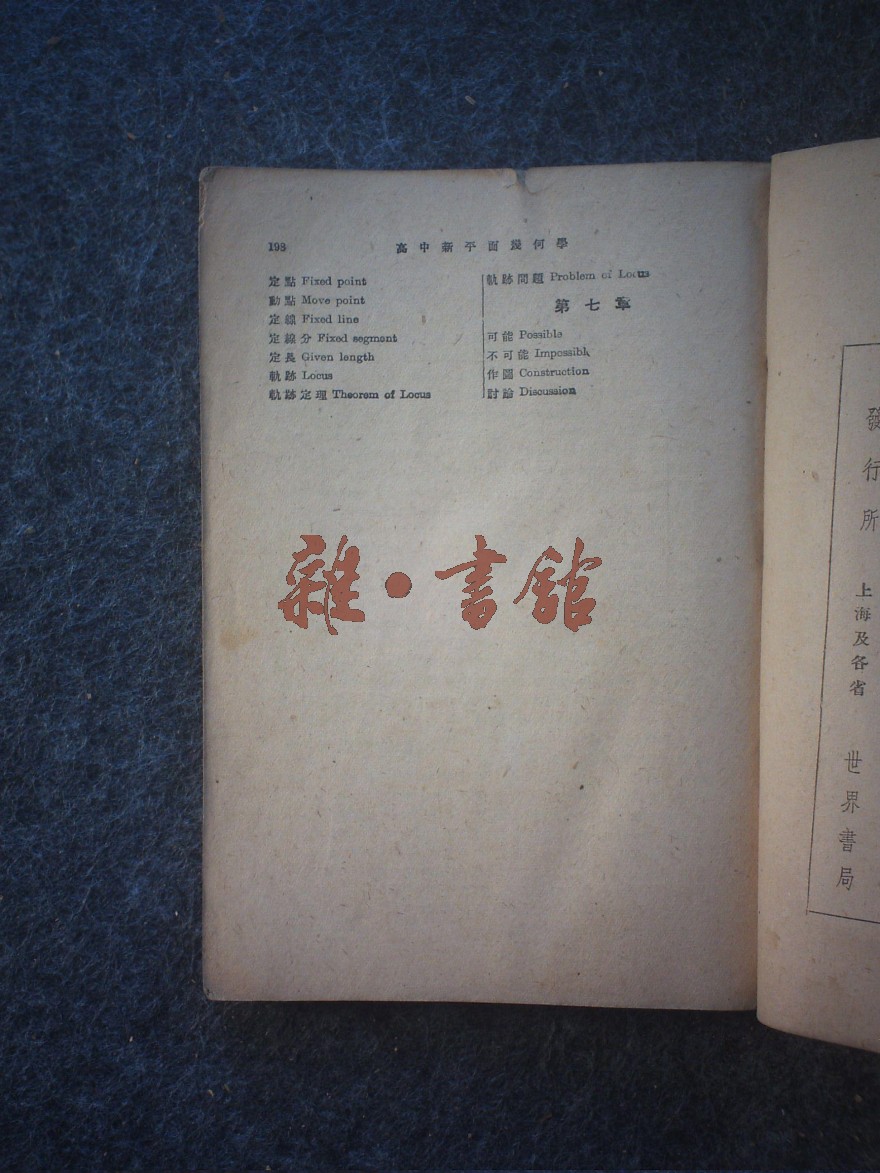 198
高中新平面幾何學
定點 Fixed point
動點 Move point
定線 Fixed line
定線分 Fixed segment
定長 Given length
軌跡 Locus
軌跡定理 Theorem of Locus
軌跡問題 Problem of Locus
第七章
可能 Possible
不可能 Impossibl
作圖 Construction
討論 Discussion
雜·書館
發行所
上海及各省
世界書局